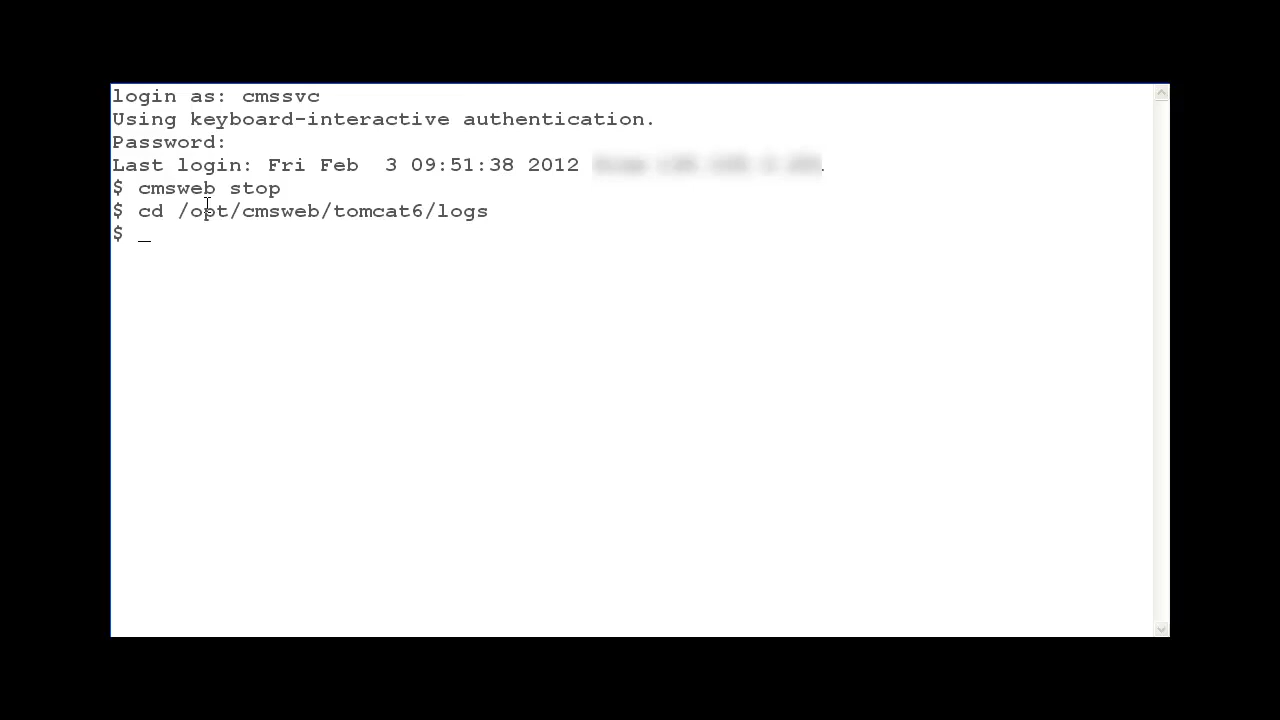 login as: cmssvc
Using keyboard-interactive authentication.
Password:
Last login: Fri Feb  3 09:51:38 2012
$ cmsweb stop
$ cd /opt/cmsweb/tomcat6/logs
$ _